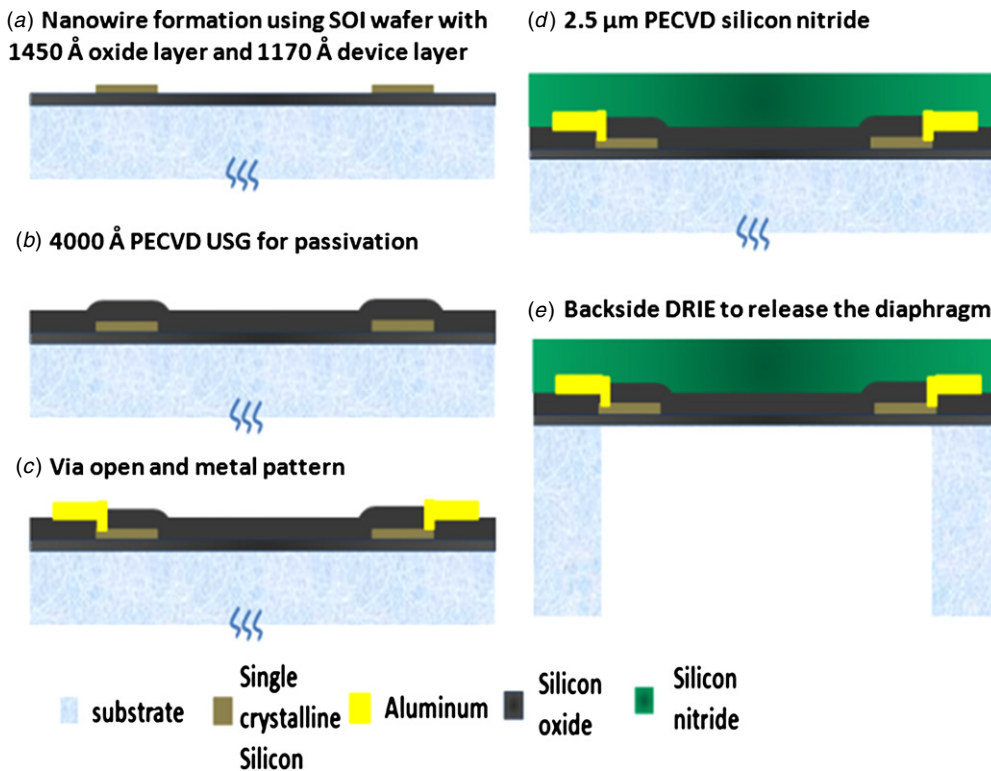 (a) Nanowire formation using SOI wafer with
1450 Å oxide layer and 1170 Å device layer
(b) 4000 Å PECVD USG for passivation
(c) Via open and metal pattern
(d) 2.5 µm PECVD silicon nitride
(e) Backside DRIE to release the diaphragm
substrate
Single
crystalline
Silicon
Aluminum
Silicon
oxide
Silicon
nitride